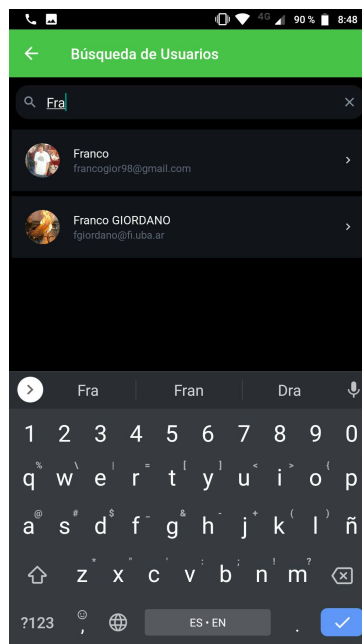 4G 90 % 8:48
Búsqueda de Usuarios
Fra
Franco
francogior98@gmail.com
Franco GIORDANO
fgiordano@fi.uba.ar
Fra Fran Dra
1 2 3 4 5 6 7 8 9 0
q % w \ e | r = t [ y ] u < i > o { p
a @ s # d $ f _ g & h - j + k ( l ) ñ
z * x " c ' v : b ; n ! m ?
?123 , ES • EN .